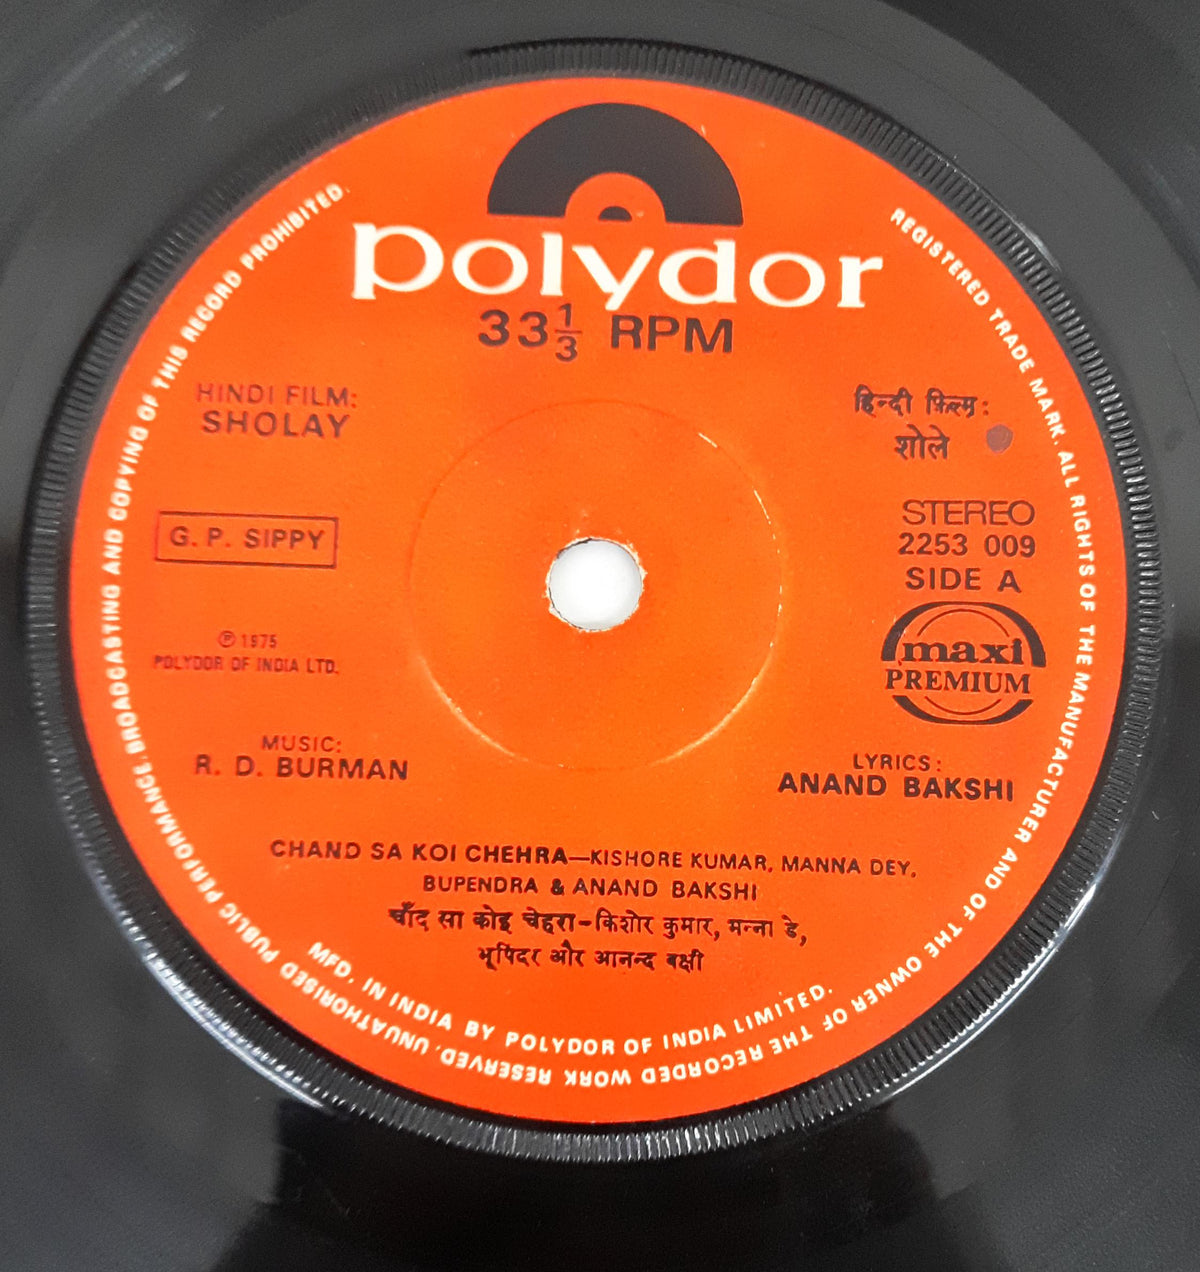 polydor
33⅓ RPM
HINDI FILM:
SHOLAY
हिन्दी फ़िल्म:
शोले
G. P. SIPPY
STEREO
2253 009
SIDE A
maxi
PREMIUM
℗ 1975
POLYDOR OF INDIA LTD.
MUSIC:
R. D. BURMAN
LYRICS:
ANAND BAKSHI
CHAND SA KOI CHEHRA—KISHORE KUMAR, MANNA DEY,
BUPENDRA & ANAND BAKSHI
चाँद सा कोइ चेहरा-किशोर कुमार, मन्ना डे,
भूपिंदर और आनन्द बक्षी
MFD. IN INDIA BY POLYDOR OF INDIA LIMITED.
REGISTERED TRADE MARK. ALL RIGHTS OF THE MANUFACTURER AND OF THE OWNER OF THE RECORDED WORK RESERVED. UNUATHORISED PUBLIC PERFORMANCE, BROADCASTING AND COPYING OF THIS RECORD PROHIBITED.